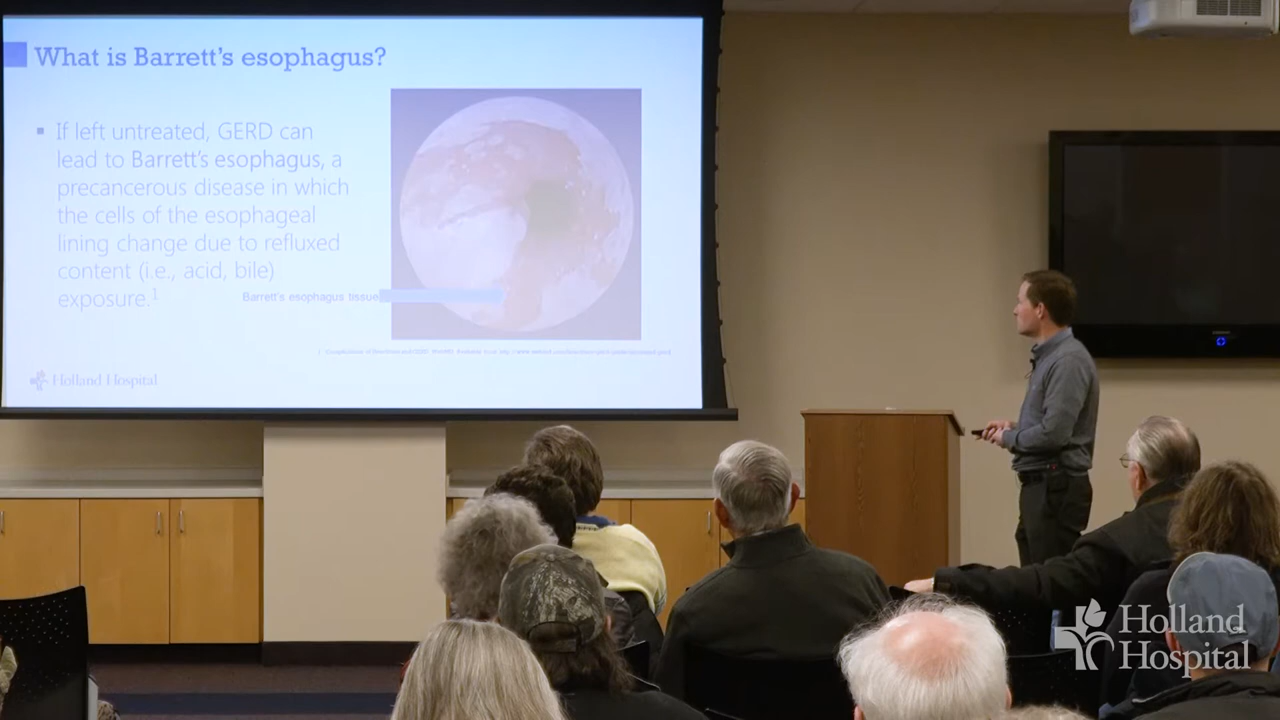 What is Barrett's esophagus?
▪ If left untreated, GERD can
lead to Barrett's esophagus, a
precancerous disease in which
the cells of the esophageal
lining change due to refluxed
content (i.e., acid, bile)
exposure.1
Barrett's esophagus tissue
Holland Hospital
Holland
Hospital